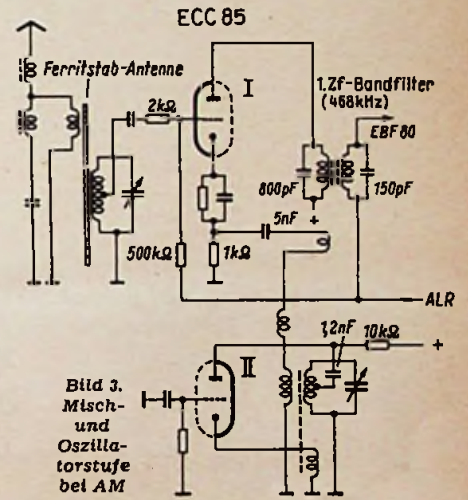 ECC 85
Ferritstab-Antenne
I
1.Zf-Bandfilter
(468kHz)
EBF 80
2kΩ
800pF
150pF
+
5nF
500kΩ
1kΩ
ALR
1,2nF
10kΩ
+
II
Bild 3.
Misch-
und
Oszilla-
torstufe
bei AM